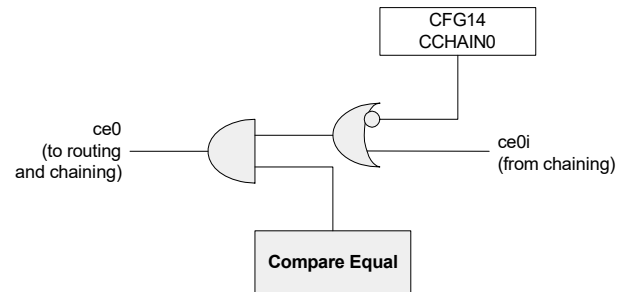 CFG14
CCHAIN0
ce0
(to routing
and chaining)
ce0i
(from chaining)
Compare Equal